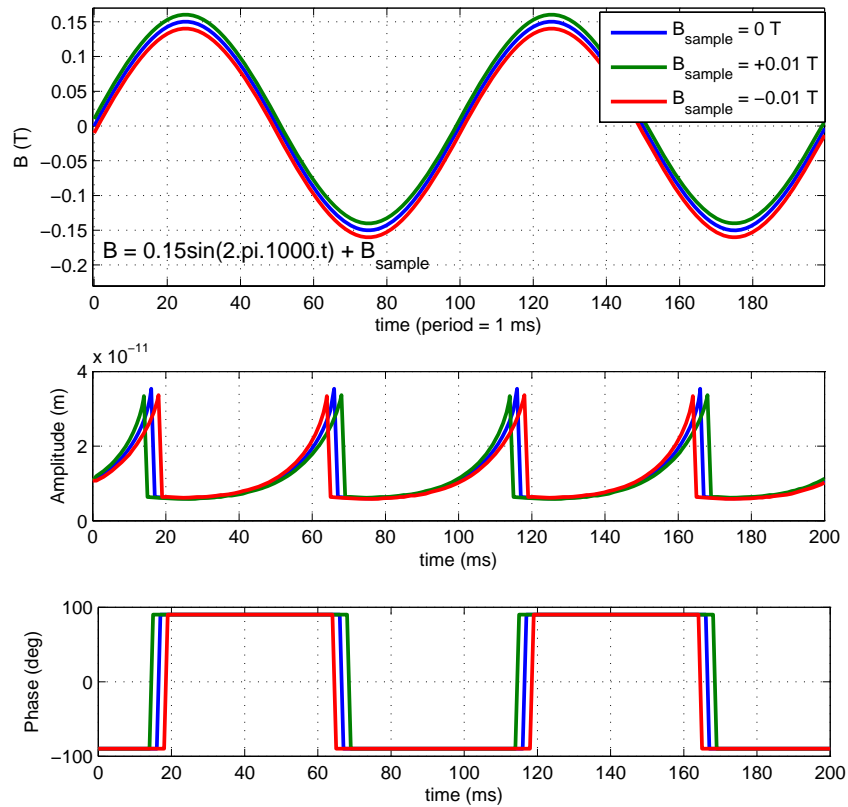 0.15
0.1
0.05
0
−0.05
−0.1
−0.15
−0.2
B (T)
B_sample = 0 T
B_sample = +0.01 T
B_sample = −0.01 T
B = 0.15sin(2.pi.1000.t) + B_sample
0 20 40 60 80 100 120 140 160 180
time (period = 1 ms)
x 10^−11
4
2
0
Amplitude (m)
0 20 40 60 80 100 120 140 160 180 200
time (ms)
100
0
−100
Phase (deg)
0 20 40 60 80 100 120 140 160 180 200
time (ms)